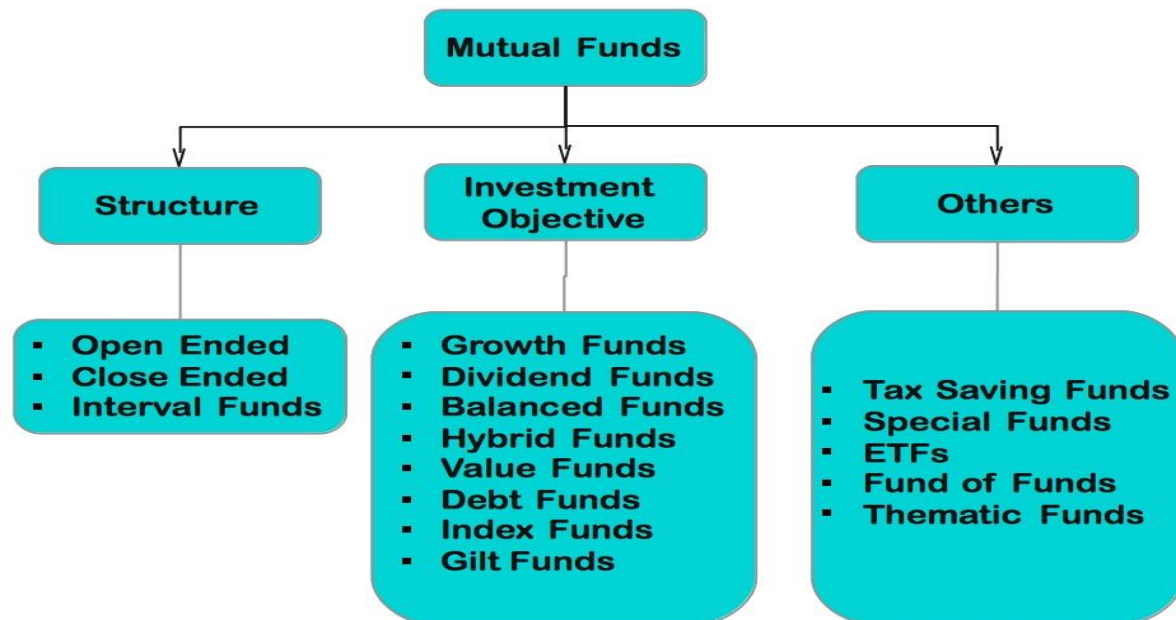 Mutual Funds
Structure
Investment
Objective
Others
▪ Open Ended
▪ Close Ended
▪ Interval Funds
▪ Growth Funds
▪ Dividend Funds
▪ Balanced Funds
▪ Hybrid Funds
▪ Value Funds
▪ Debt Funds
▪ Index Funds
▪ Gilt Funds
▪ Tax Saving Funds
▪ Special Funds
▪ ETFs
▪ Fund of Funds
▪ Thematic Funds